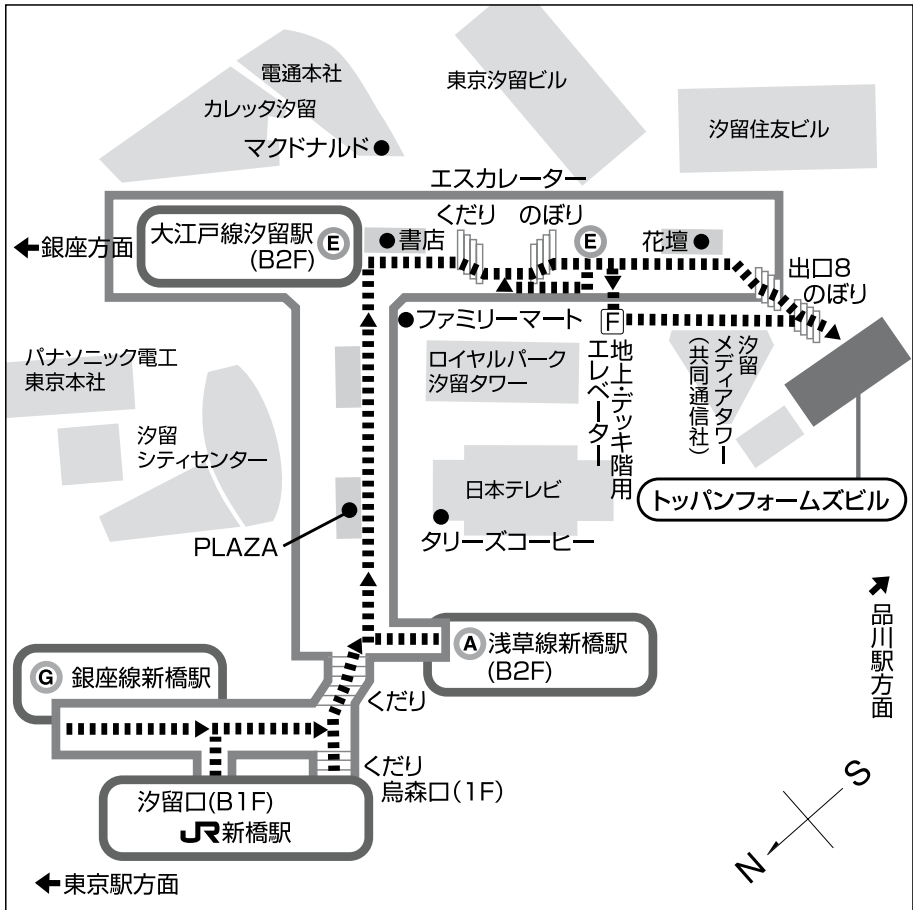 電通本社
カレッタ汐留
マクドナルド
東京汐留ビル
汐留住友ビル
エスカレーター
くだり
のぼり
銀座方面
大江戸線汐留駅
(B2F)
E
書店
E
花壇
出口8
のぼり
ファミリーマート
F
地上・デッキ階用
エレベーター
パナソニック電工
東京本社
ロイヤルパーク
汐留タワー
汐留
メディアタワー
(共同通信社)
汐留
シティセンター
日本テレビ
トッパンフォームズビル
PLAZA
タリーズコーヒー
品川駅方面
G 銀座線新橋駅
A 浅草線新橋駅
(B2F)
くだり
くだり
烏森口(1F)
汐留口(B1F)
JR新橋駅
東京駅方面
S
N